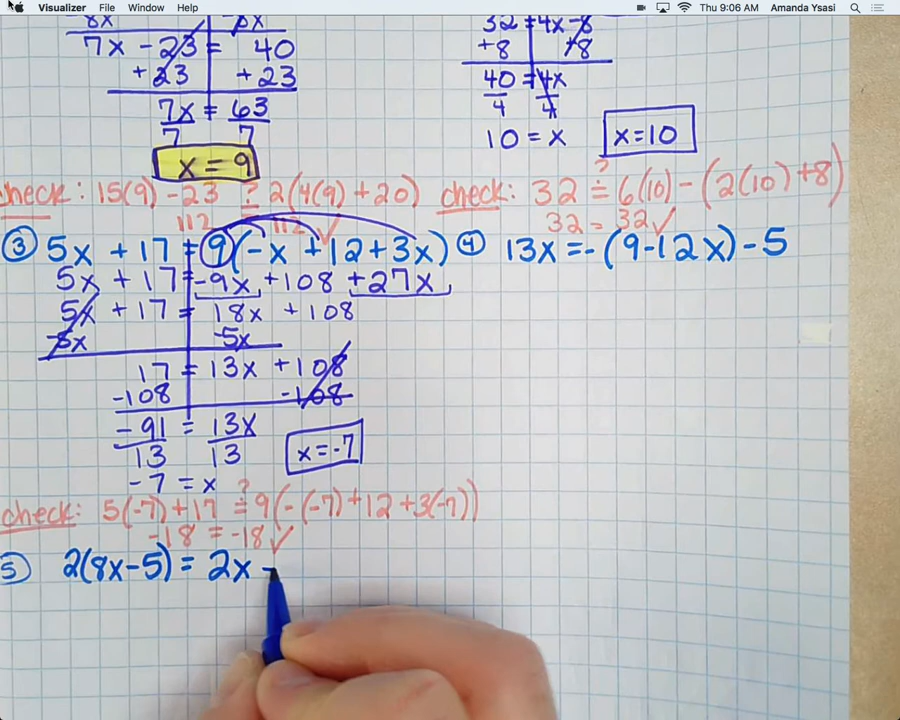 Visualizer File Window Help
Thu 9:06 AM Amanda Ysasi
8x
7x - 23 = 40
+23 +23
7x = 63
7 7
x = 9
32 = 4x - 8
+8 +8
40 = 4x
4 4
10 = x x=10
check: 15(9) - 23 ≟ 2(4(9) + 20)
112 112 ✓
check: 32 ≟ 6(10) - (2(10) + 8)
32 = 32 ✓
③ 5x + 17 = 9(-x + 12 + 3x)
5x + 17 = -9x + 108 + 27x
5x + 17 = 18x + 108
-5x -5x
17 = 13x + 108
-108 -108
-91 = 13x
13 13
-7 = x x = -7
check: 5(-7) + 17 ≟ 9(-(-7) + 12 + 3(-7))
-18 = -18 ✓
④ 13x = -(9-12x) - 5
⑤ 2(8x - 5) = 2x -